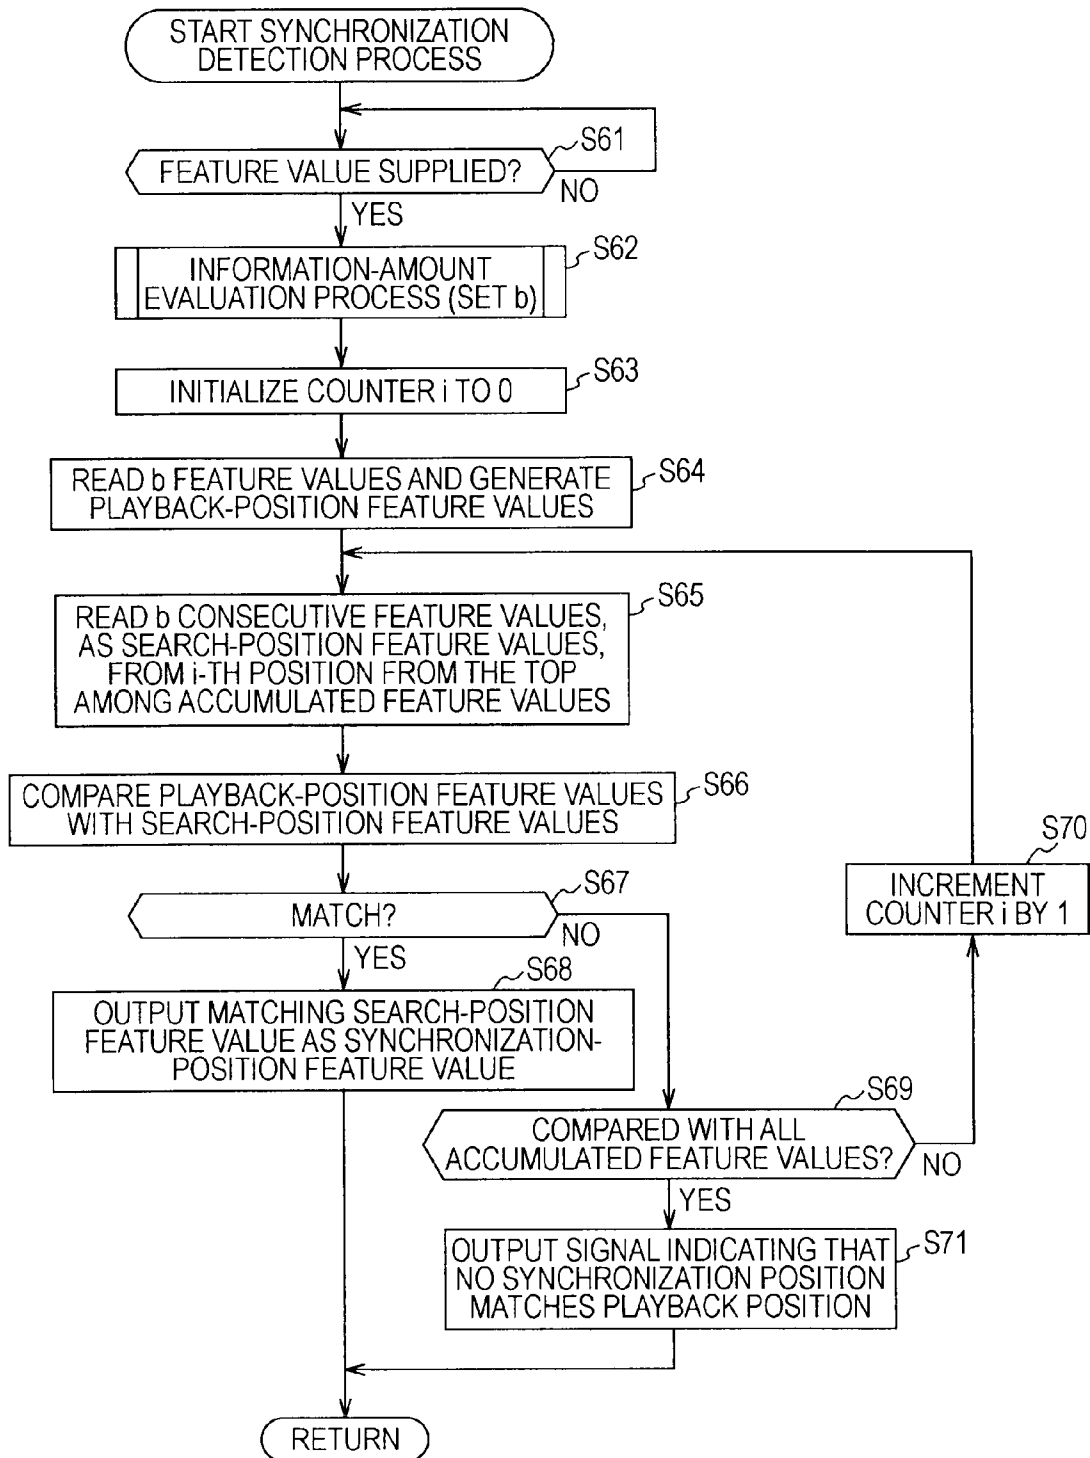 START SYNCHRONIZATION
DETECTION PROCESS
S61
FEATURE VALUE SUPPLIED?
NO
YES
S62
INFORMATION-AMOUNT
EVALUATION PROCESS (SET b)
S63
INITIALIZE COUNTER i TO 0
S64
READ b FEATURE VALUES AND GENERATE
PLAYBACK-POSITION FEATURE VALUES
S65
READ b CONSECUTIVE FEATURE VALUES,
AS SEARCH-POSITION FEATURE VALUES,
FROM i-TH POSITION FROM THE TOP
AMONG ACCUMULATED FEATURE VALUES
S66
COMPARE PLAYBACK-POSITION FEATURE VALUES
WITH SEARCH-POSITION FEATURE VALUES
S67
MATCH?
NO
YES
S68
OUTPUT MATCHING SEARCH-POSITION
FEATURE VALUE AS SYNCHRONIZATION-
POSITION FEATURE VALUE
S69
COMPARED WITH ALL
ACCUMULATED FEATURE VALUES?
NO
YES
S70
INCREMENT
COUNTER i BY 1
S71
OUTPUT SIGNAL INDICATING THAT
NO SYNCHRONIZATION POSITION
MATCHES PLAYBACK POSITION
RETURN